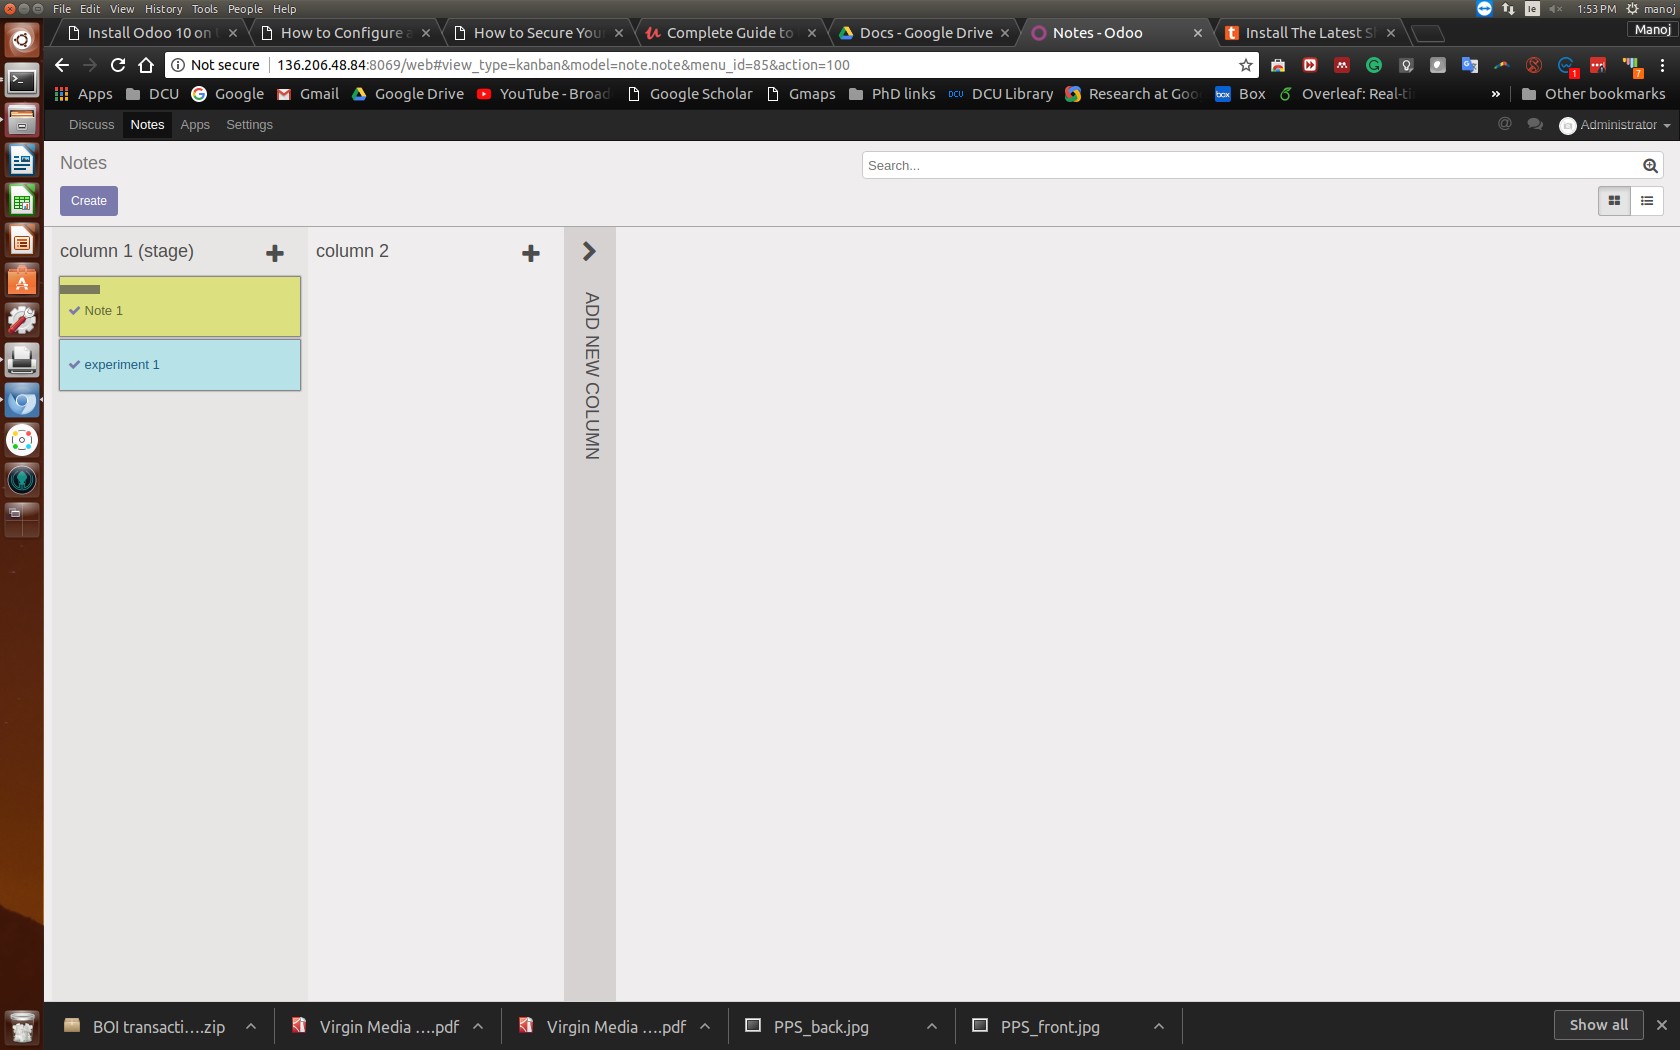 File Edit View History Tools People Help
Ie 1:53 PM manoj
Install Odoo 10 on
How to Configure a
How to Secure You
Complete Guide to
Docs - Google Drive
Notes - Odoo
Install The Latest S
Manoj
Not secure 136.206.48.84:8069/web#view_type=kanban&model=note.note&menu_id=85&action=100
Apps DCU Google Gmail Google Drive YouTube - Broad Google Scholar Gmaps PhD links DCU DCU Library Research at Goo box Box Overleaf: Real-ti » Other bookmarks
Discuss Notes Apps Settings @ Administrator
Notes
Search...
Create
column 1 (stage)
column 2
Note 1
experiment 1
ADD NEW COLUMN
BOI transacti....zip
Virgin Media ....pdf
Virgin Media ....pdf
PPS_back.jpg
PPS_front.jpg
Show all